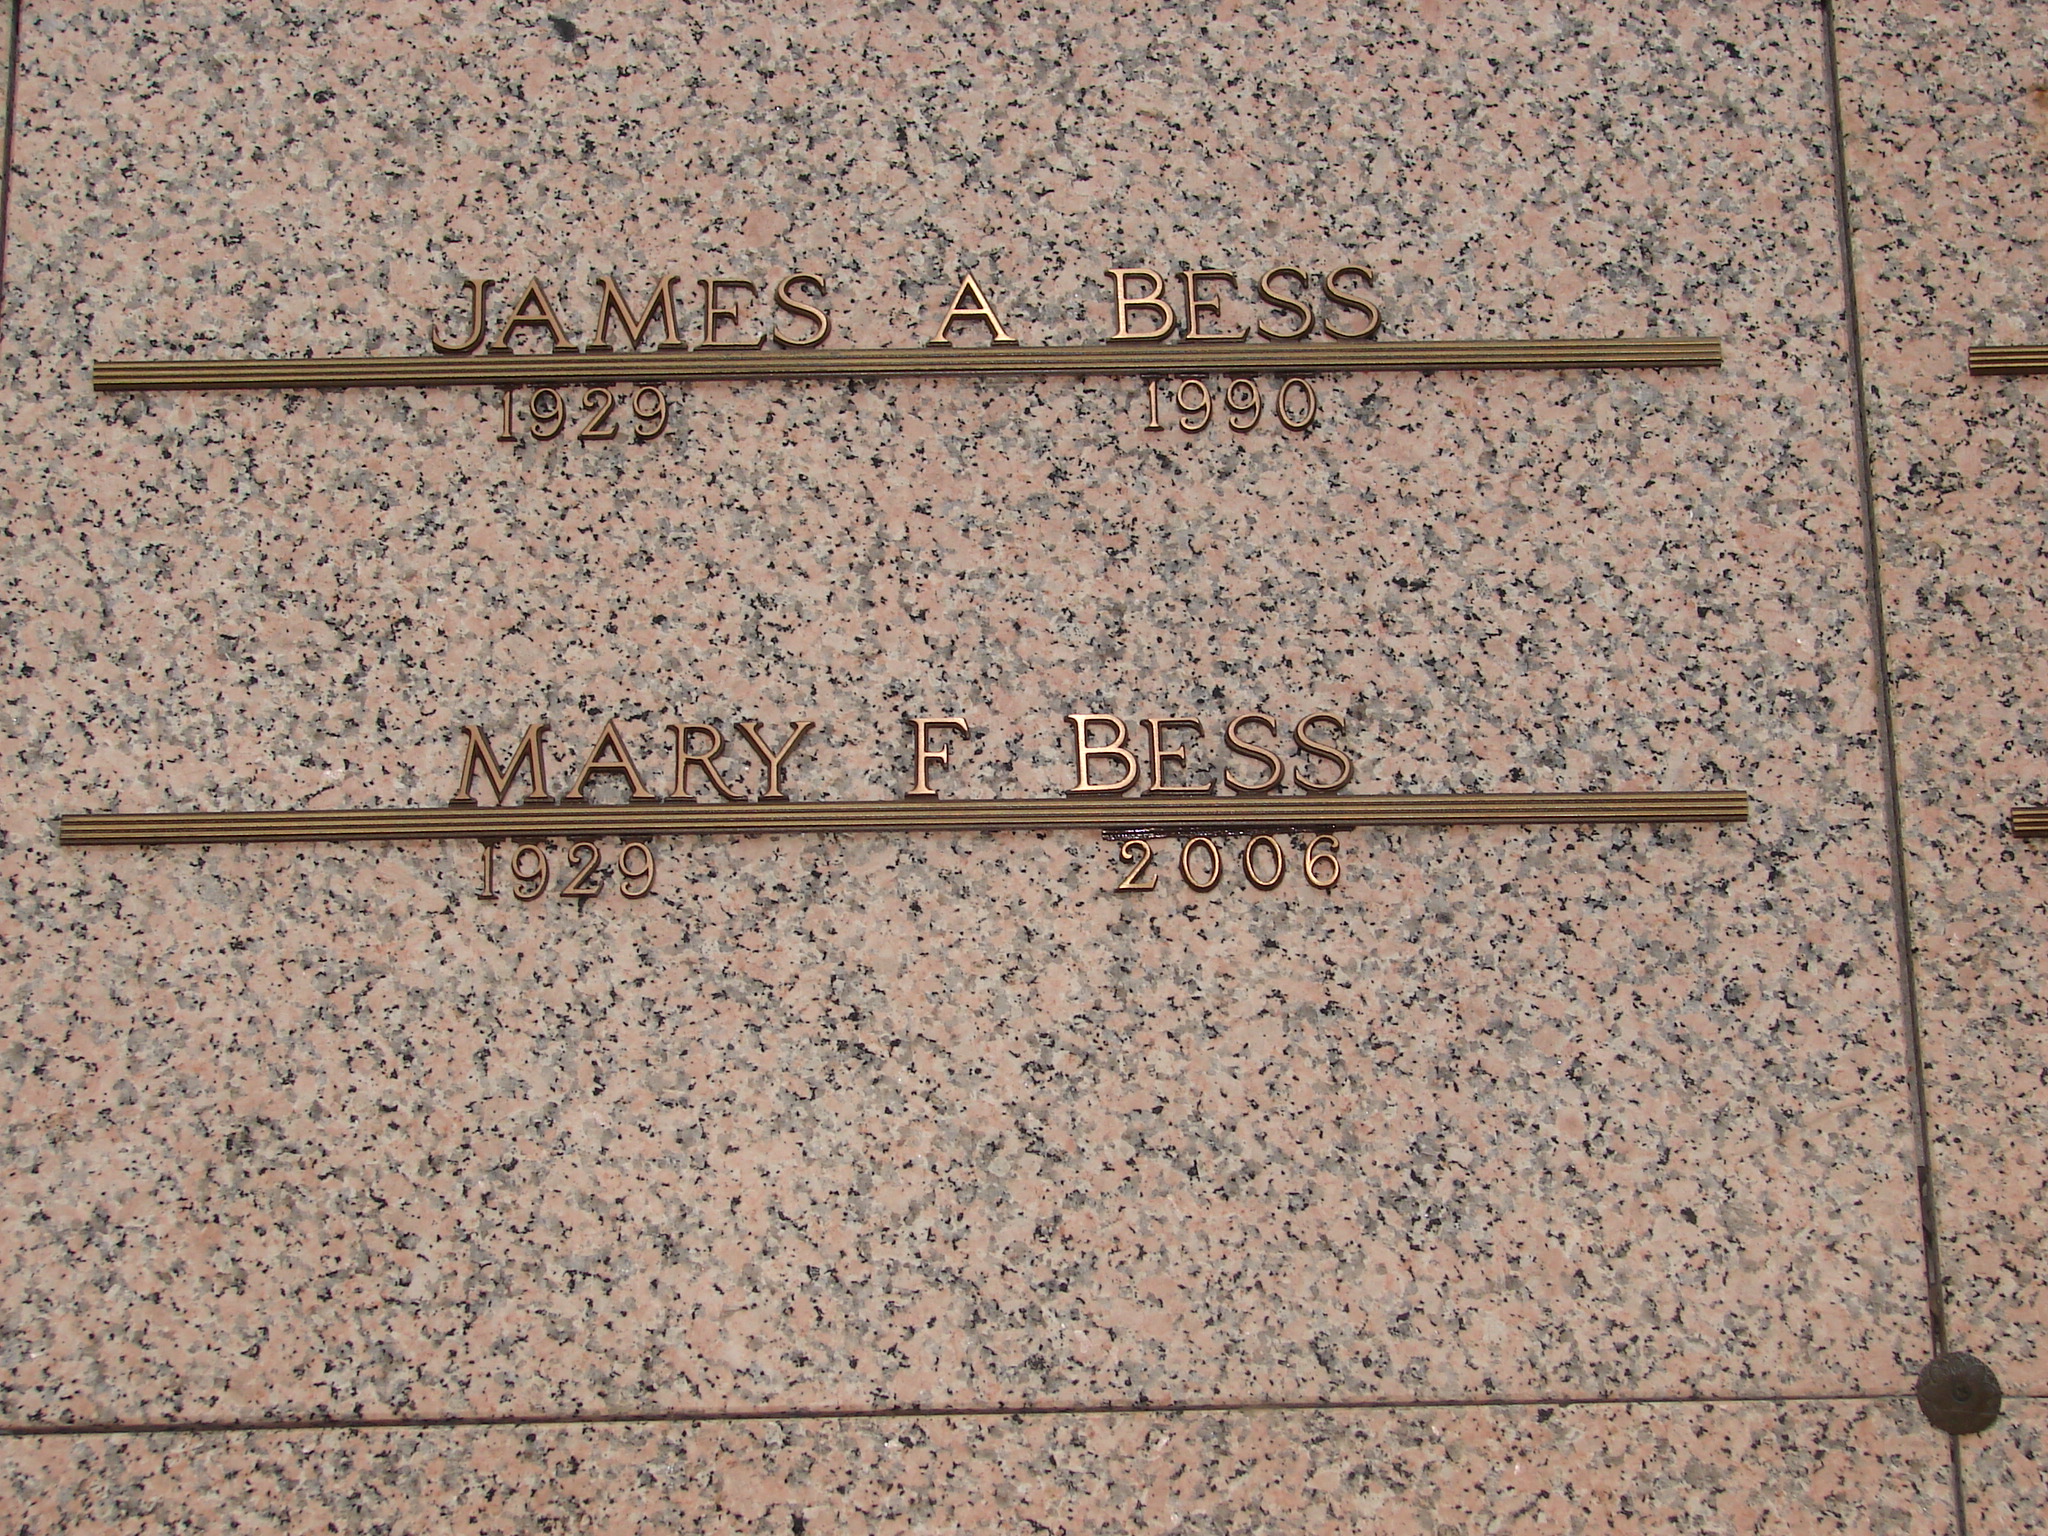 JAMES A BESS
1929 1990
MARY F BESS
1929 2006